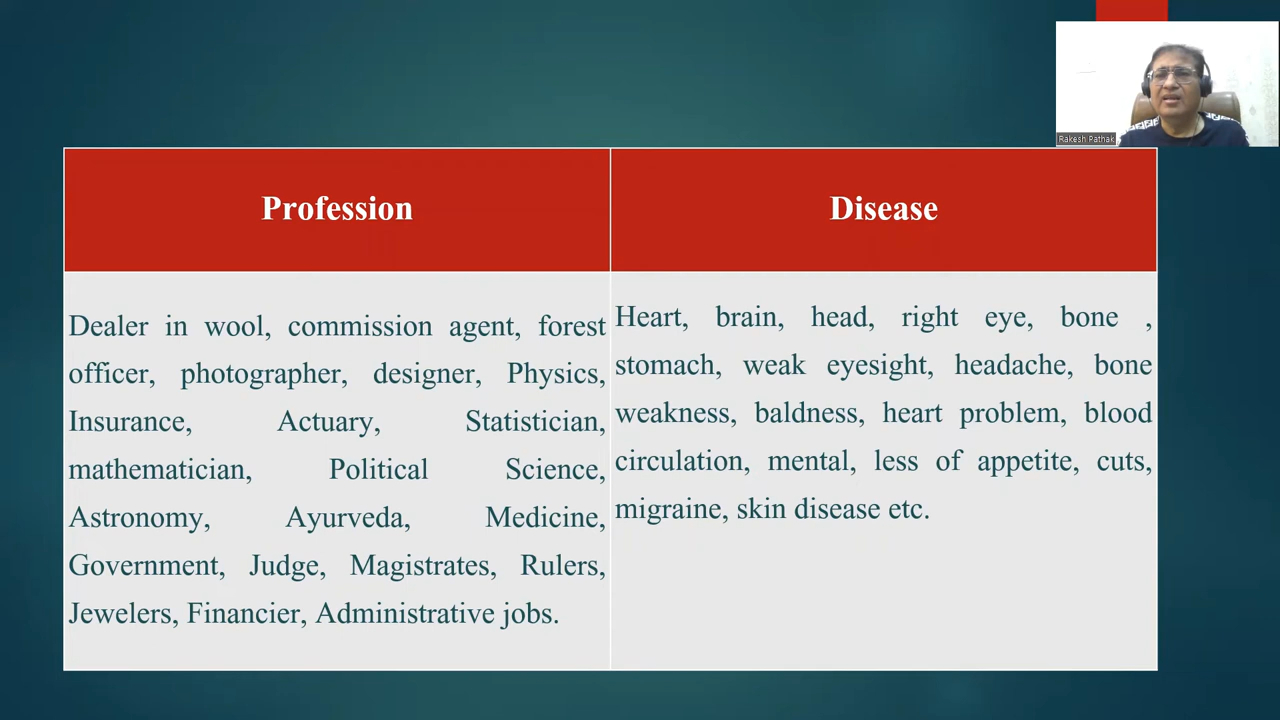 Rakesh Pathak
Profession
Disease
Dealer in wool, commission agent, forest
officer, photographer, designer, Physics,
Insurance, Actuary, Statistician,
mathematician, Political Science,
Astronomy, Ayurveda, Medicine,
Government, Judge, Magistrates, Rulers,
Jewelers, Financier, Administrative jobs.
Heart, brain, head, right eye, bone ,
stomach, weak eyesight, headache, bone
weakness, baldness, heart problem, blood
circulation, mental, less of appetite, cuts,
migraine, skin disease etc.